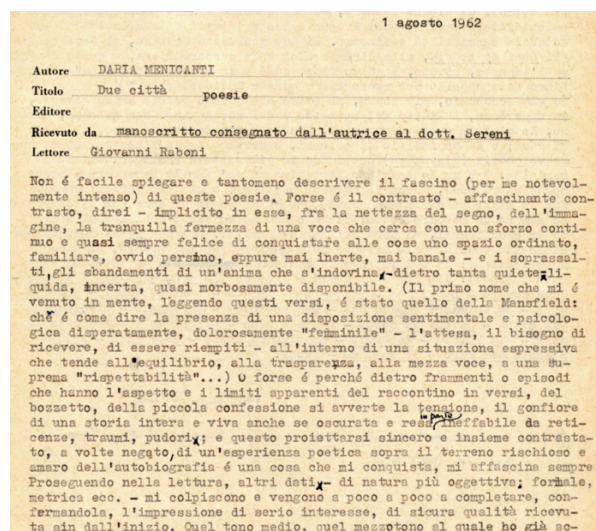 1 agosto 1962
Autore DARIA MENICANTI
Titolo Due città poesie
Editore
Ricevuto da manoscritto consegnato dall'autrice al dott. Sereni
Lettore Giovanni Raboni
Non é facile spiegare e tantomeno descrivere il fascino (per me notevol-
mente intenso) di queste poesie. Forse é il contrasto - affascinante con-
trasto, direi - implicito in esse, fra la nettezza del segno, dell'imma-
gine, la tranquilla fermezza di una voce che cerca con uno sforzo conti-
nuo e quasi sempre felice di conquistare alle cose uno spazio ordinato,
familiare, ovvio persino, eppure mai inerte, mai banale - e i soprassal-
ti, gli sbandamenti di un'anima che s'indovina, dietro tanta quiete, li-
quida, incerta, quasi morbosamente disponibile. (Il primo nome che mi é
venuto in mente, leggendo questi versi, é stato quello della Mansfield:
ché é come dire la presenza di una disposizione sentimentale e psicolo-
gica disperatamente, dolorosamente "femminile" - l'attesa, il bisogno di
ricevere, di essere riempiti - all'interno di una situazione espressiva
che tende all'equilibrio, alla trasparenza, alla mezza voce, a una su-
prema "rispettabilità"...) O forse é perché dietro frammenti o episodi
che hanno l'aspetto e i limiti apparenti del raccontino in versi, del
bozzetto, della piccola confessione si avverte la tensione, il gonfiore
di una storia intera e viva anche se oscurata e resa in parte ineffabile da reti-
cenze, traumi, pudori; e questo proiettarsi sincero e insieme contrasta-
to, a volte negato, di un'esperienza poetica sopra il terreno rischioso e
amaro dell'autobiografia é una cosa che mi conquista, mi affascina sempre
Proseguendo nella lettura, altri dati - di natura più oggettiva; formale,
metrica ecc. - mi colpiscono e vengono a poco a poco a completare, con-
fermandola, l'impressione di serio interesse, di sicura qualità ricevu-
ta sin dall'inizio. Quel tono medio, quel mezzotono al quale ho già ac-